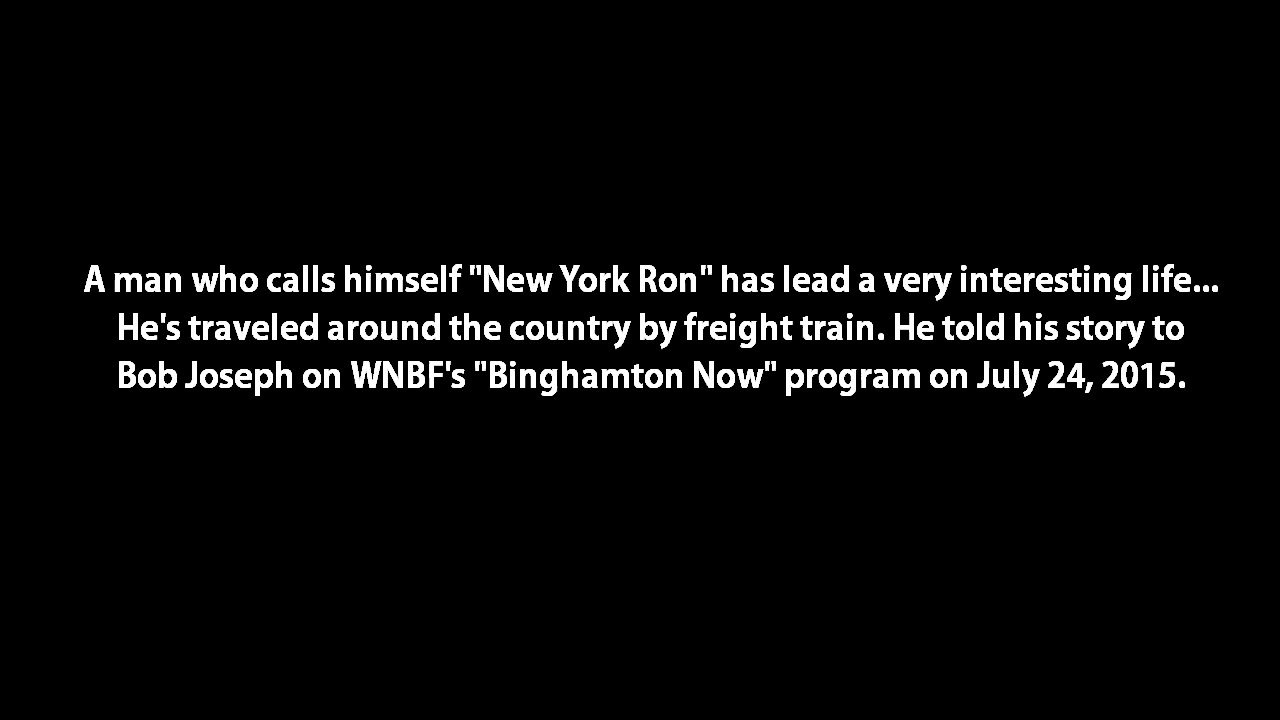 A man who calls himself "New York Ron" has lead a very interesting life...
He's traveled around the country by freight train. He told his story to
Bob Joseph on WNBF's "Binghamton Now" program on July 24, 2015.